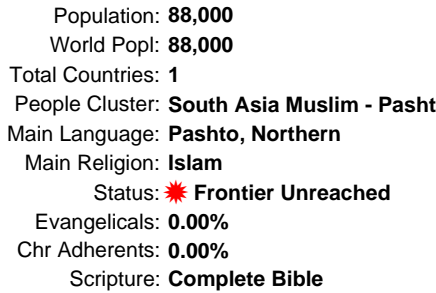 Population: 88,000
World Popl: 88,000
Total Countries: 1
People Cluster: South Asia Muslim - Pasht
Main Language: Pashto, Northern
Main Religion: Islam
Status: Frontier Unreached
Evangelicals: 0.00%
Chr Adherents: 0.00%
Scripture: Complete Bible